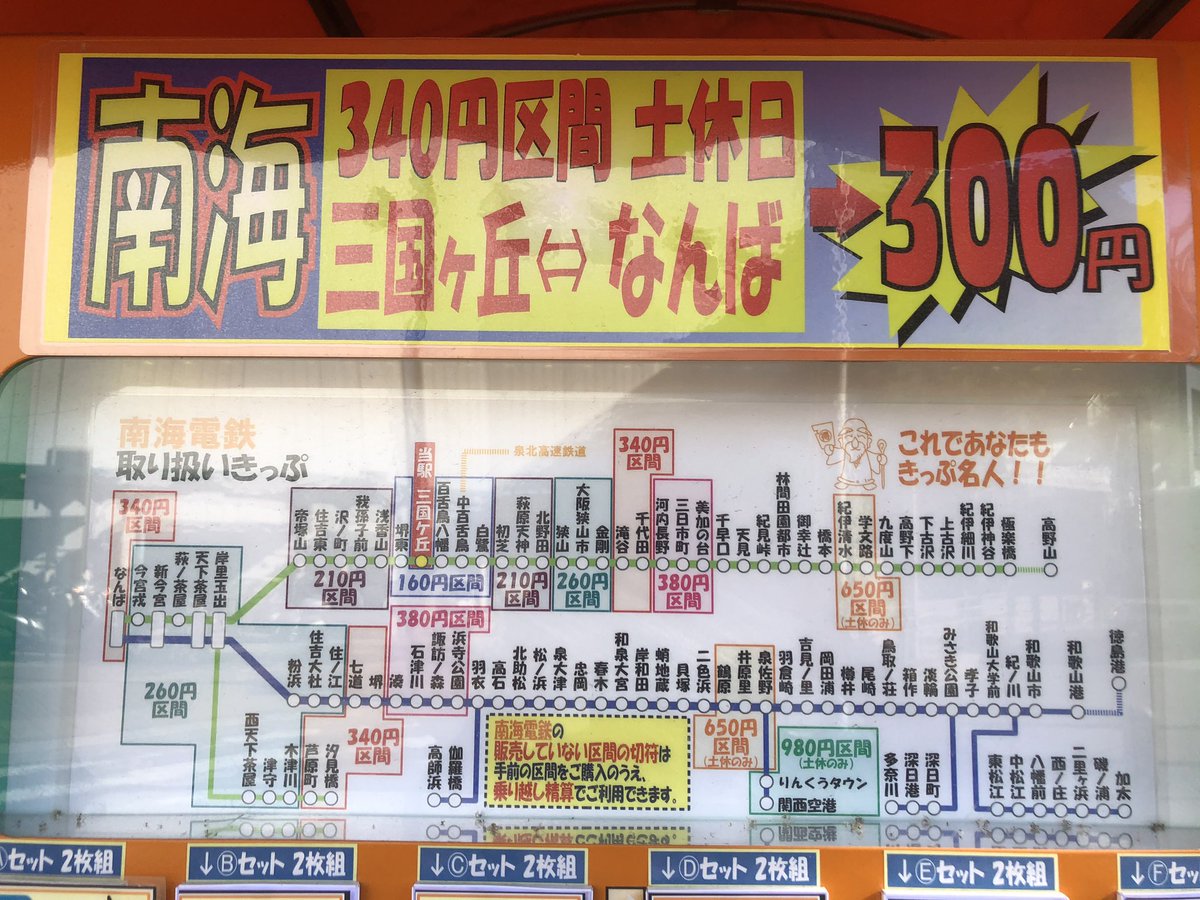 南海
340円区間 土休日
三国ヶ丘⇔なんば
➡300円
南海電鉄
取り扱いきっぷ
当駅 三国ケ丘
泉北高速鉄道
340円
区間
これであなたも
きっぷ名人！！
340円
区間
帝塚山
住吉東
沢ノ町
我孫子前
浅香山
堺東
百舌鳥八幡
中百舌鳥
白鷺
初芝
萩原天神
北野田
狭山
大阪狭山市
金剛
滝谷
千代田
河内長野
三日市町
美加の台
千早口
天見
紀見峠
林間田園都市
御幸辻
橋本
紀伊清水
学文路
九度山
高野下
下古沢
上古沢
紀伊細川
紀伊神谷
極楽橋
高野山
なんば
今宮戎
新今宮
萩ノ茶屋
天下茶屋
岸里玉出
210円
区間
160円区間
210円
区間
260円
区間
380円
区間
650円
区間
(土休のみ)
380円区間
260円
区間
粉浜
住吉大社
住ノ江
七道
堺
湊
石津川
諏訪ノ森
浜寺公園
羽衣
高石
北助松
松ノ浜
泉大津
忠岡
春木
和泉大宮
岸和田
蛸地蔵
貝塚
二色浜
鶴原
井原里
泉佐野
羽倉崎
吉見ノ里
岡田浦
樽井
尾崎
鳥取ノ荘
箱作
淡輪
みさき公園
孝子
和歌山大学前
紀ノ川
和歌山市
和歌山港
徳島港
340円
区間
西天下茶屋
津守
木津川
芦原町
汐見橋
高師浜
伽羅橋
南海電鉄の
販売していない区間の切符は
手前の区間をご購入のうえ、
乗り越し精算でご利用できます。
650円
区間
(土休のみ)
980円区間
(土休のみ)
りんくうタウン
関西空港
多奈川
深日港
深日町
東松江
中松江
八幡前
西ノ庄
二里ヶ浜
磯ノ浦
加太
Ⓐセット 2枚組
↓Ⓑセット 2枚組
↓Ⓒセット 2枚組
↓Ⓓセット 2枚組
↓Ⓔセット 2枚組
↓Ⓕセット